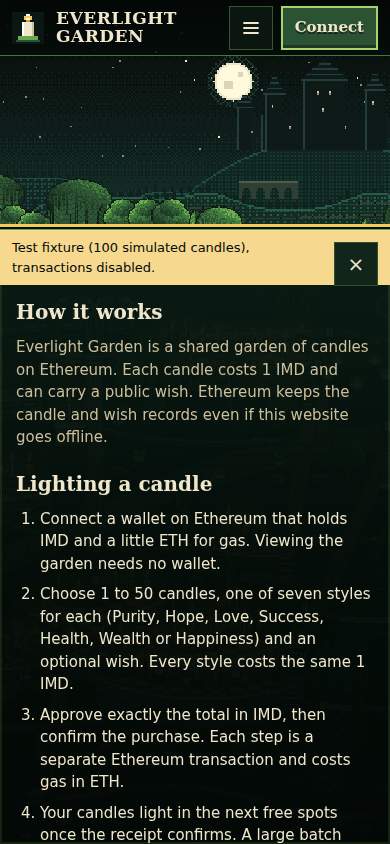 EVERLIGHT
GARDEN
Connect
Test fixture (100 simulated candles),
transactions disabled.
How it works
Everlight Garden is a shared garden of candles
on Ethereum. Each candle costs 1 IMD and
can carry a public wish. Ethereum keeps the
candle and wish records even if this website
goes offline.
Lighting a candle
1. Connect a wallet on Ethereum that holds
IMD and a little ETH for gas. Viewing the
garden needs no wallet.
2. Choose 1 to 50 candles, one of seven styles
for each (Purity, Hope, Love, Success,
Health, Wealth or Happiness) and an
optional wish. Every style costs the same 1
IMD.
3. Approve exactly the total in IMD, then
confirm the purchase. Each step is a
separate Ethereum transaction and costs
gas in ETH.
4. Your candles light in the next free spots
once the receipt confirms. A large batch